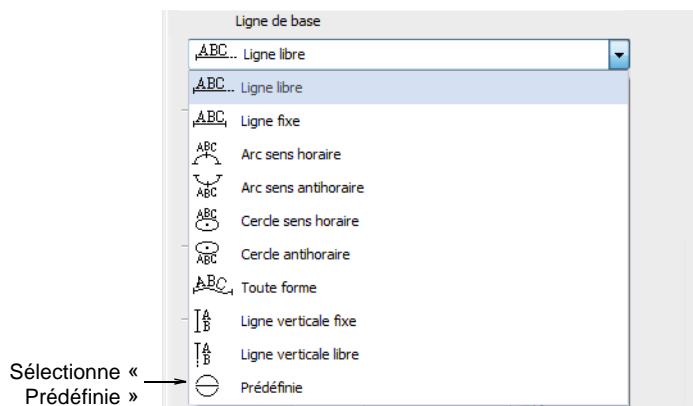 Ligne de base
ABC... Ligne libre
ABC... Ligne libre
ABC Ligne fixe
ABC Arc sens horaire
ABC Arc sens antihoraire
ABC Cercle sens horaire
ABC Cercle antihoraire
ABC Toute forme
AB Ligne verticale fixe
AB Ligne verticale libre
Prédéfinie
Sélectionne «
Prédéfinie »